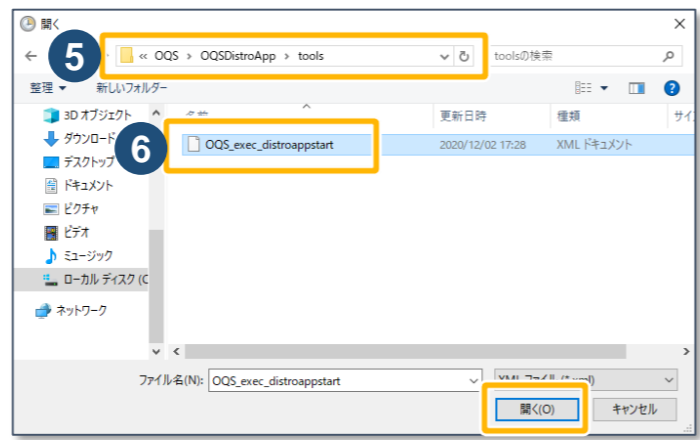 開く
5
« OQS › OQSDistroApp › tools
toolsの検索
整理
新しいフォルダー
更新日時
種類
3D オブジェクト
ダウンロード
6
OQS_exec_distroappstart
2020/12/02 17:28
XML ドキュメント
デスクトップ
ドキュメント
ピクチャ
ビデオ
ミュージック
ローカル ディスク (C
ネットワーク
ファイル名(N):
OQS_exec_distroappstart
開く(O)
キャンセル